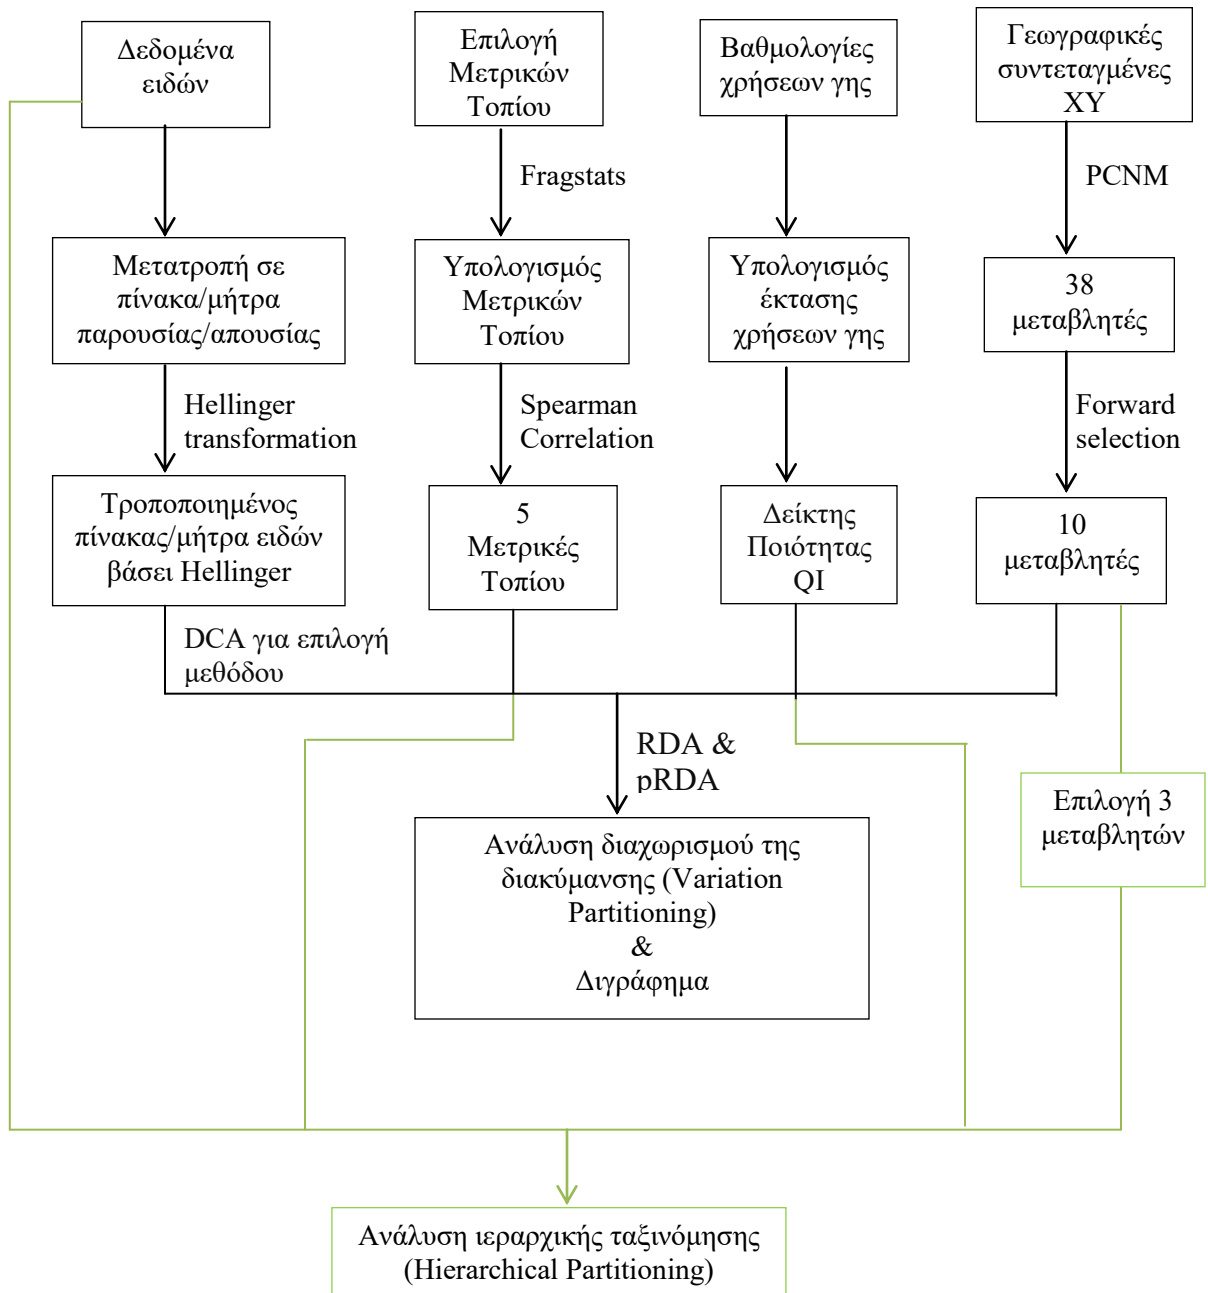 Δεδομένα
ειδών
Επιλογή
Μετρικών
Τοπίου
Βαθμολογίες
χρήσεων γης
Γεωγραφικές
συντεταγμένες
XY
Fragstats
PCNM
Μετατροπή σε
πίνακα/μήτρα
παρουσίας/απουσίας
Υπολογισμός
Μετρικών
Τοπίου
Υπολογισμός
έκτασης
χρήσεων γης
38
μεταβλητές
Hellinger
transformation
Spearman
Correlation
Forward
selection
Τροποποιημένος
πίνακας/μήτρα ειδών
βάσει Hellinger
5
Μετρικές
Τοπίου
Δείκτης
Ποιότητας
QI
10
μεταβλητές
DCA για επιλογή
μεθόδου
RDA &
pRDA
Επιλογή 3
μεταβλητών
Ανάλυση διαχωρισμού της
διακύμανσης (Variation
Partitioning)
&
Διγράφημα
Ανάλυση ιεραρχικής ταξινόμησης
(Hierarchical Partitioning)